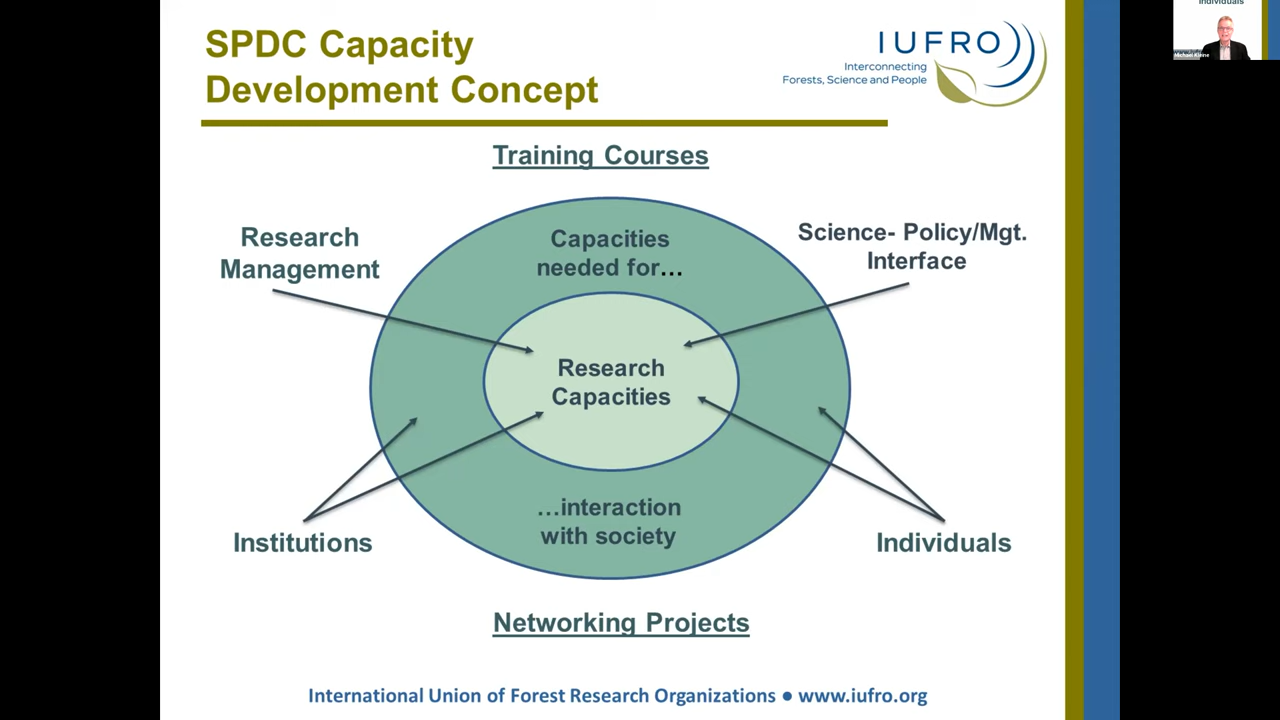 SPDC Capacity
Development Concept
IUFRO
Interconnecting
Forests, Science and People
Individuals
Michael Kleine
Training Courses
Research
Management
Capacities
needed for...
Science- Policy/Mgt.
Interface
Research
Capacities
...interaction
with society
Institutions
Individuals
Networking Projects
International Union of Forest Research Organizations ● www.iufro.org